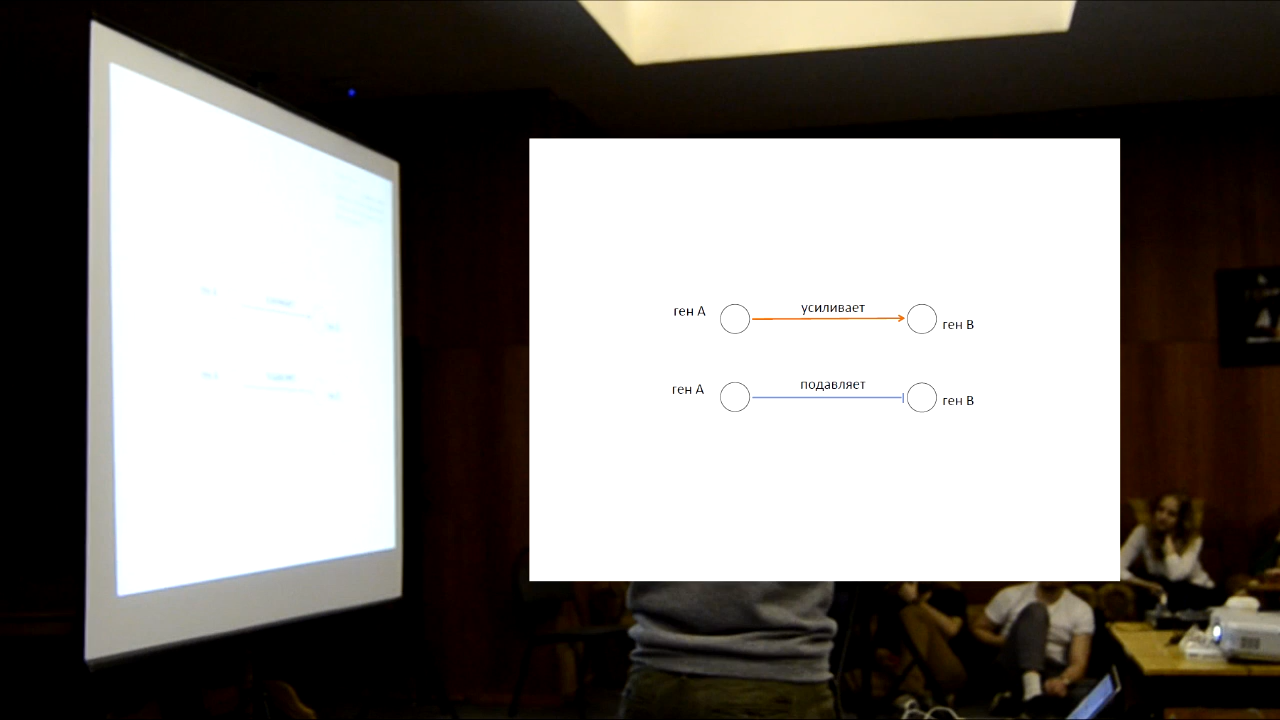 ген А
усиливает
ген В
ген А
подавляет
ген В